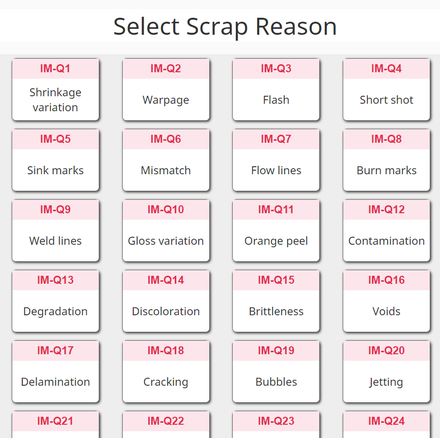 Select Scrap Reason
IM-Q1 IM-Q2 IM-Q3 IM-Q4
Shrinkage
variation Warpage Flash Short shot
IM-Q5 IM-Q6 IM-Q7 IM-Q8
Sink marks Mismatch Flow lines Burn marks
IM-Q9 IM-Q10 IM-Q11 IM-Q12
Weld lines Gloss variation Orange peel Contamination
IM-Q13 IM-Q14 IM-Q15 IM-Q16
Degradation Discoloration Brittleness Voids
IM-Q17 IM-Q18 IM-Q19 IM-Q20
Delamination Cracking Bubbles Jetting
IM-Q21 IM-Q22 IM-Q23 IM-Q24